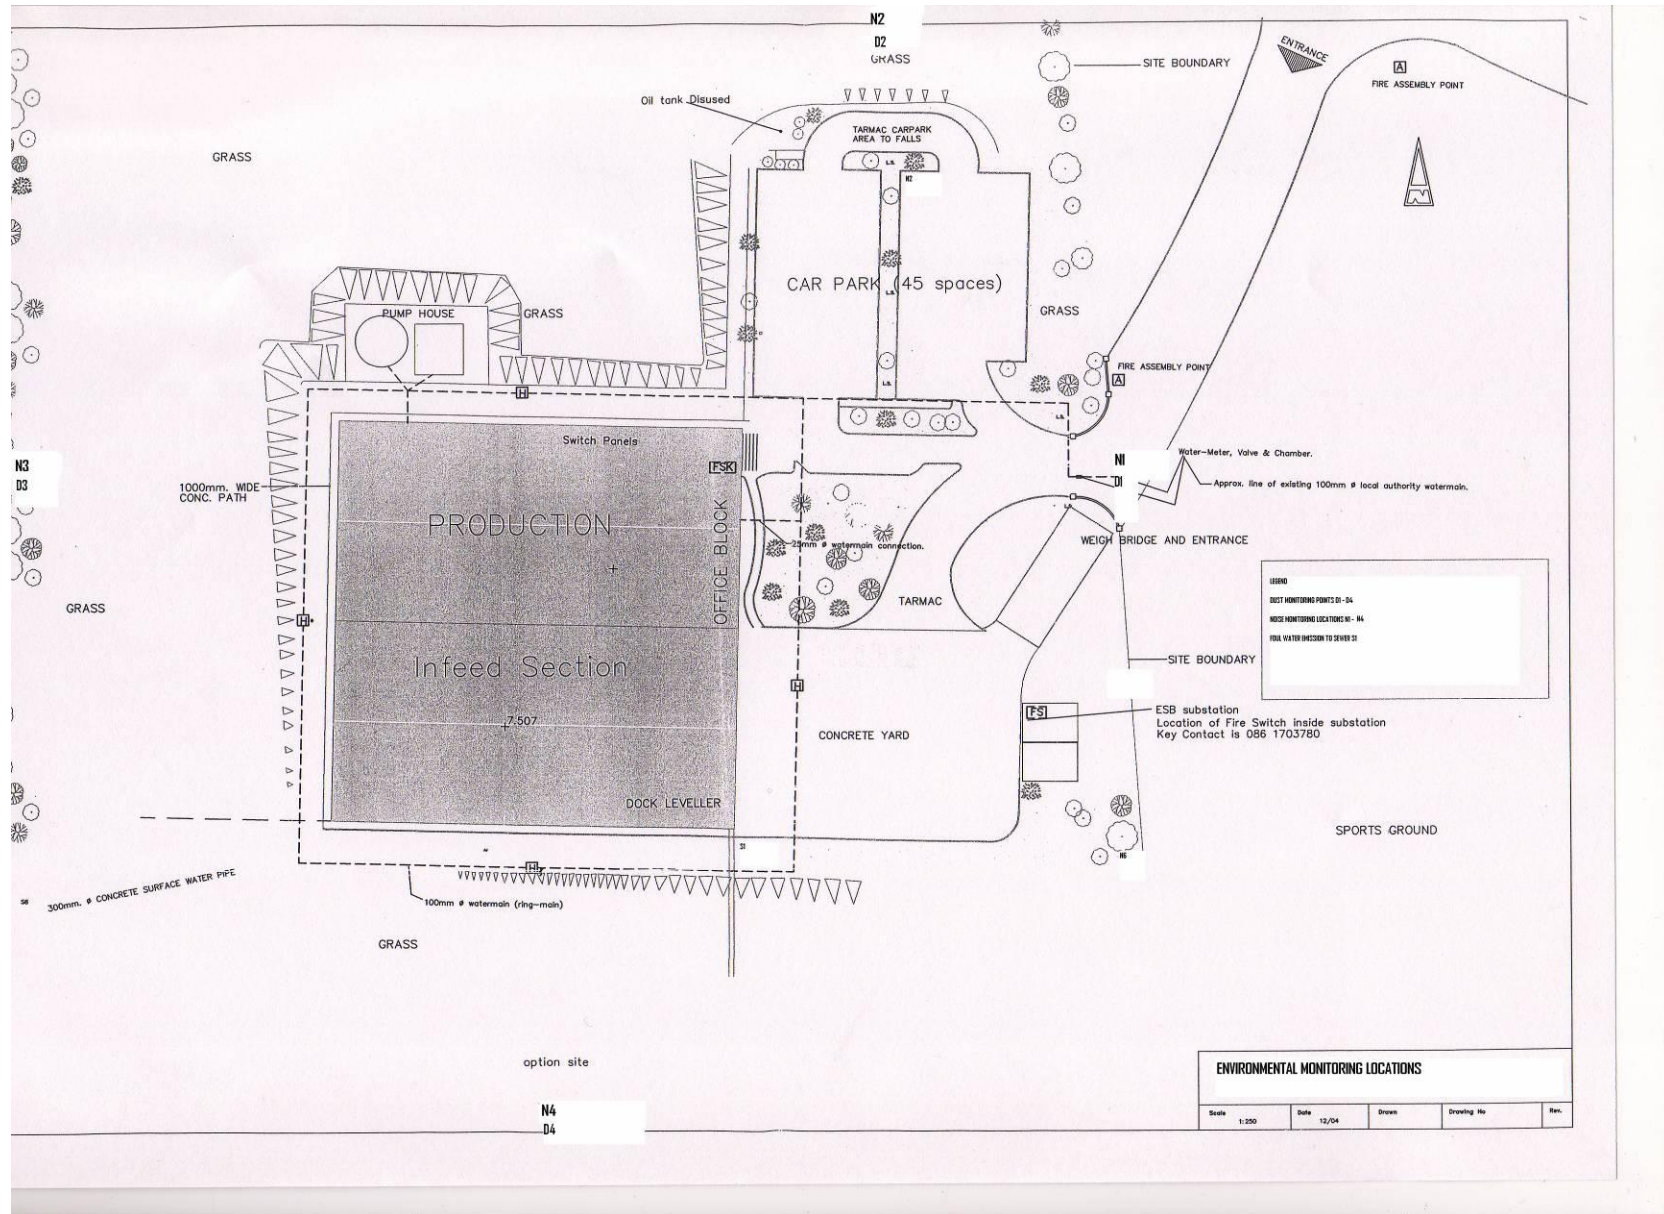 N2
D2
GRASS
SITE BOUNDARY
ENTRANCE
A
FIRE ASSEMBLY POINT
Oil tank Disused
TARMAC CARPARK
AREA TO FALLS
L.S.
N2
GRASS
N
CAR PARK (45 spaces)
L.S.
GRASS
PUMP HOUSE
GRASS
FIRE ASSEMBLY POINT
A
L.S.
H
L.S.
Switch Panels
FSK
N3
D3
N1
D1
Water-Meter, Valve & Chamber.
1000mm. WIDE
CONC. PATH
Approx. line of existing 100mm ø local authority watermain.
PRODUCTION
OFFICE BLOCK
25mm ø watermain connection.
WEIGH BRIDGE AND ENTRANCE
LEGEND
DUST MONITORING POINTS D1 - D4
NOISE MONITORING LOCATIONS N1 - N4
FOUL WATER EMISSION TO SEWER S1
GRASS
TARMAC
H
Infeed Section
SITE BOUNDARY
H
7.507
FS
ESB substation
Location of Fire Switch inside substation
Key Contact is 086 1703780
CONCRETE YARD
DOCK LEVELLER
SPORTS GROUND
S1
N6
H
300mm. ø CONCRETE SURFACE WATER PIPE
100mm ø watermain (ring-main)
GRASS
option site
N4
D4
ENVIRONMENTAL MONITORING LOCATIONS
Scale
1:250
Date
12/04
Drawn
Drawing No
Rev.